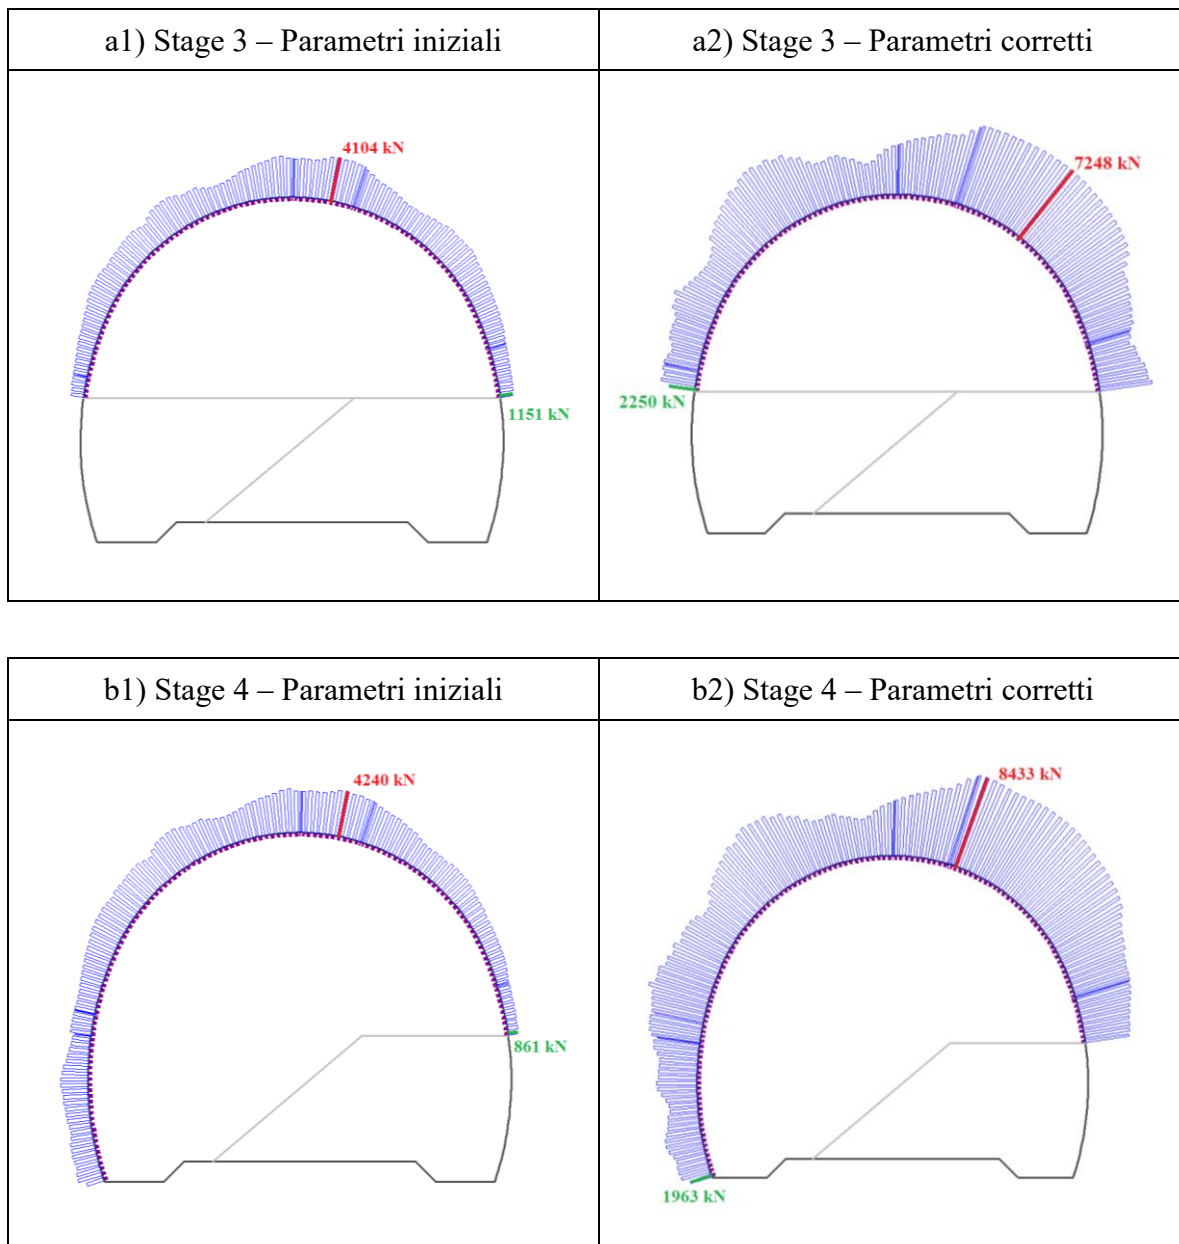 a1) Stage 3 – Parametri iniziali
a2) Stage 3 – Parametri corretti
4104 kN
1151 kN
7248 kN
2250 kN
b1) Stage 4 – Parametri iniziali
b2) Stage 4 – Parametri corretti
4240 kN
861 kN
8433 kN
1963 kN